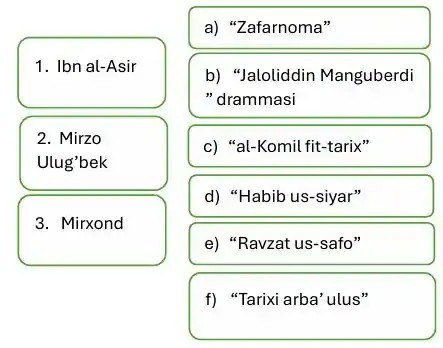 1. Ibn al-Asir
2. Mirzo
Ulug’bek
3. Mirxond
a) “Zafarnoma”
b) “Jaloliddin Manguberdi
” drammasi
c) “al-Komil fit-tarix”
d) “Habib us-siyar”
e) “Ravzat us-safo”
f) “Tarixi arba’ ulus”